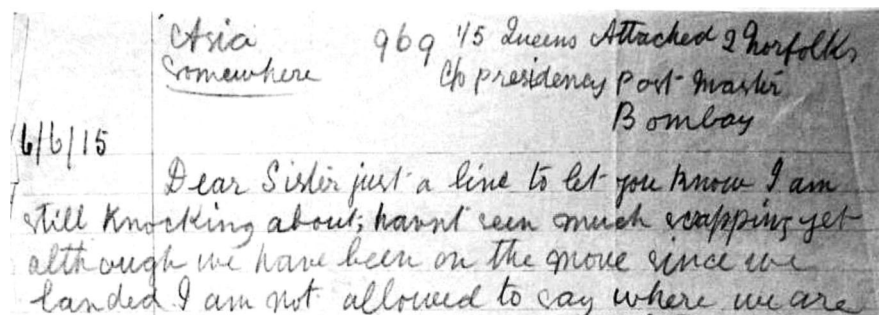 Asia 969 1/5 Queens Attached 2 Norfolks
Somewhere c/o presidency Post Master
Bombay
6/6/15
Dear Sister just a line to let you know I am
still knocking about; havnt seen much scapping yet
although we have been on the move since we
landed I am not allowed to say where we are